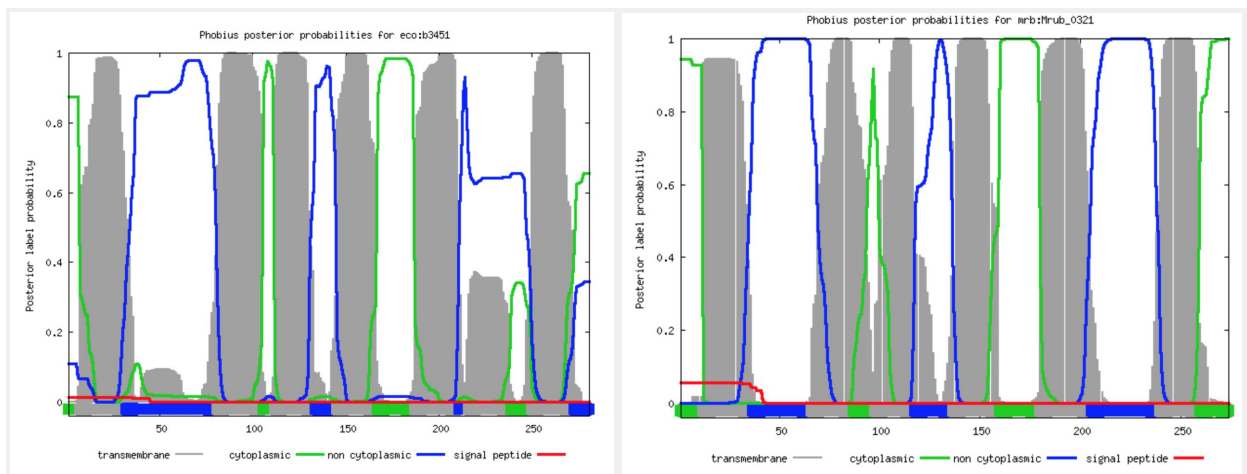 Phobius posterior probabilities for eco:b3451
Posterior label probability
1
0.8
0.6
0.4
0.2
0
50
100
150
200
250
transmembrane
cytoplasmic
non cytoplasmic
signal peptide
Phobius posterior probabilities for mrb:Mrub_0321
Posterior label probability
1
0.8
0.6
0.4
0.2
0
50
100
150
200
250
transmembrane
cytoplasmic
non cytoplasmic
signal peptide